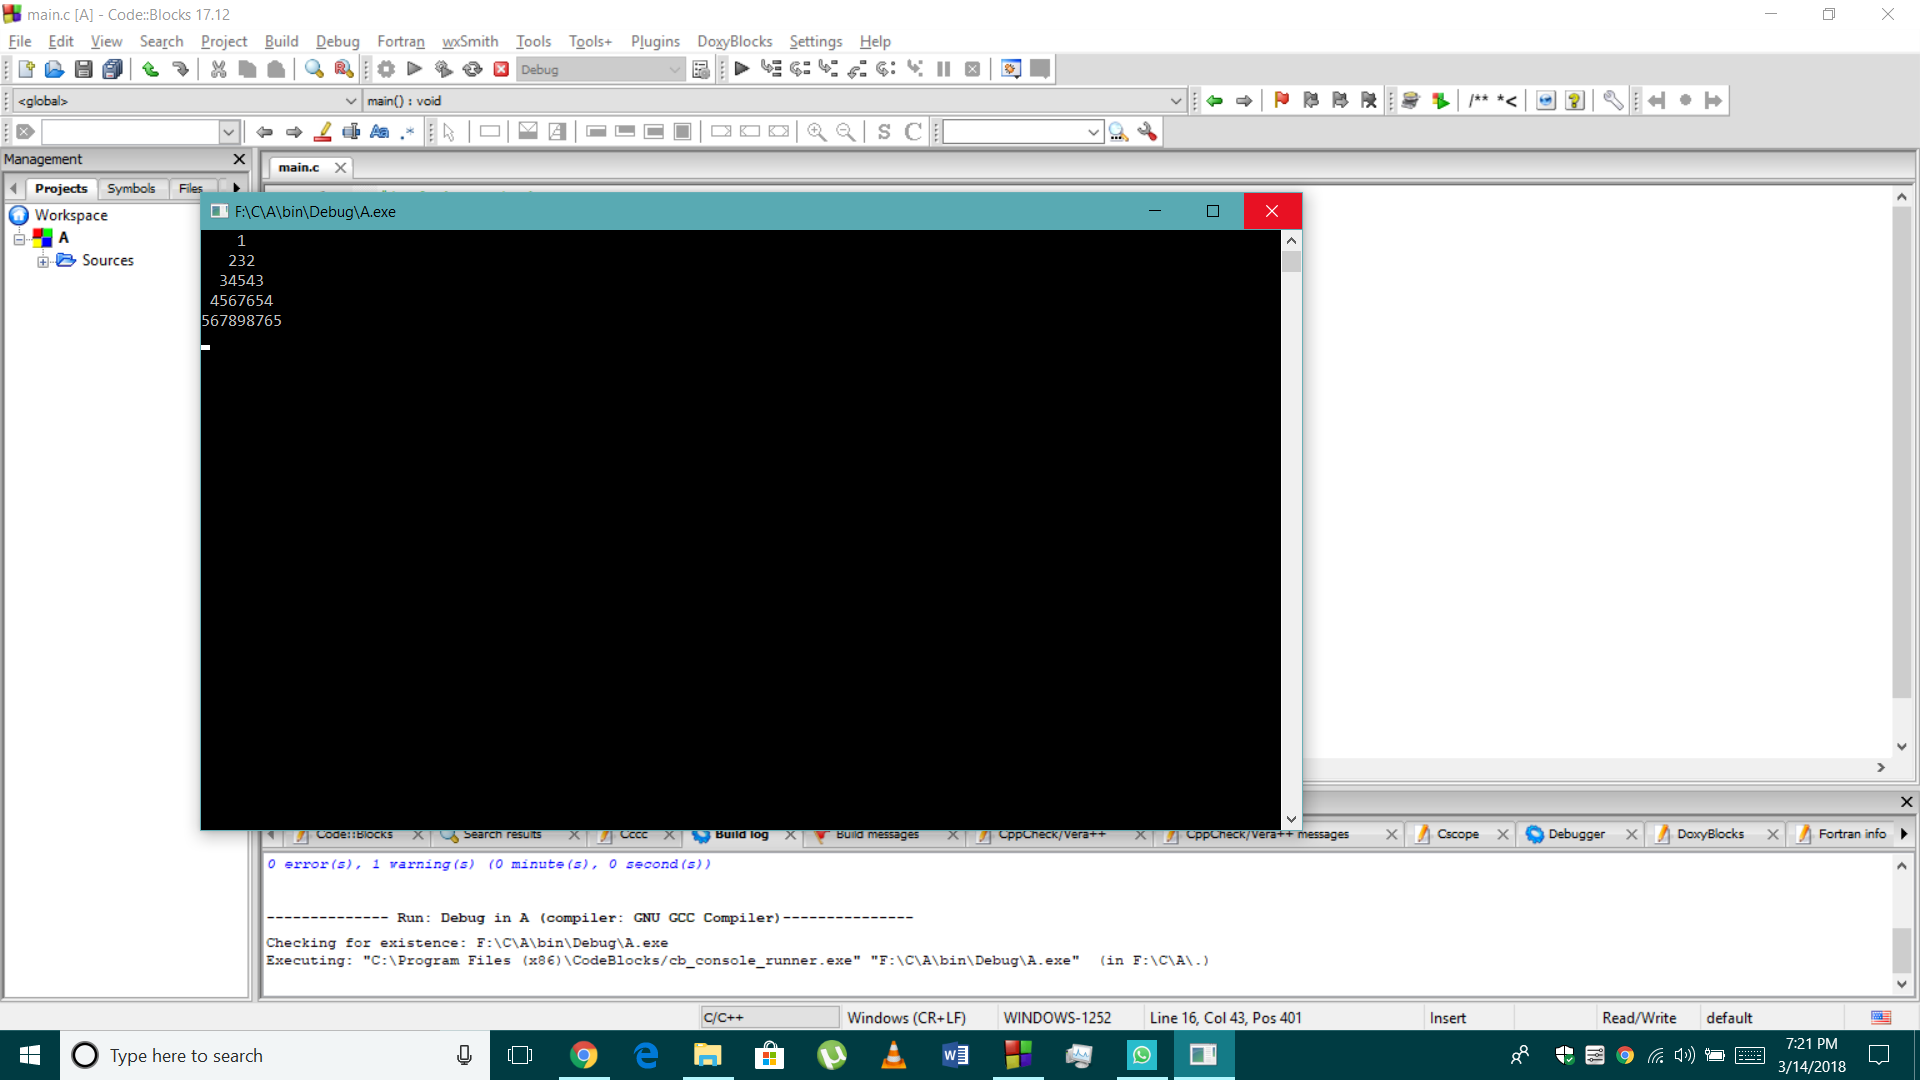 main.c [A] - Code::Blocks 17.12
File Edit View Search Project Build Debug Fortran wxSmith Tools Tools+ Plugins DoxyBlocks Settings Help
Debug
<global> main() : void
/** *<
Aa .*
S C
Management
main.c
Projects Symbols Files
Workspace
A
Sources
F:\C\A\bin\Debug\A.exe
1
232
34543
4567654
567898765
Code::Blocks Search results Cccc Build log Build messages CppCheck/Vera++ CppCheck/Vera++ messages Cscope Debugger DoxyBlocks Fortran info
0 error(s), 1 warning(s) (0 minute(s), 0 second(s))
-------------- Run: Debug in A (compiler: GNU GCC Compiler)---------------
Checking for existence: F:\C\A\bin\Debug\A.exe
Executing: "C:\Program Files (x86)\CodeBlocks/cb_console_runner.exe" "F:\C\A\bin\Debug\A.exe"  (in F:\C\A\.)
C/C++ Windows (CR+LF) WINDOWS-1252 Line 16, Col 43, Pos 401 Insert Read/Write default
Type here to search
7:21 PM
3/14/2018